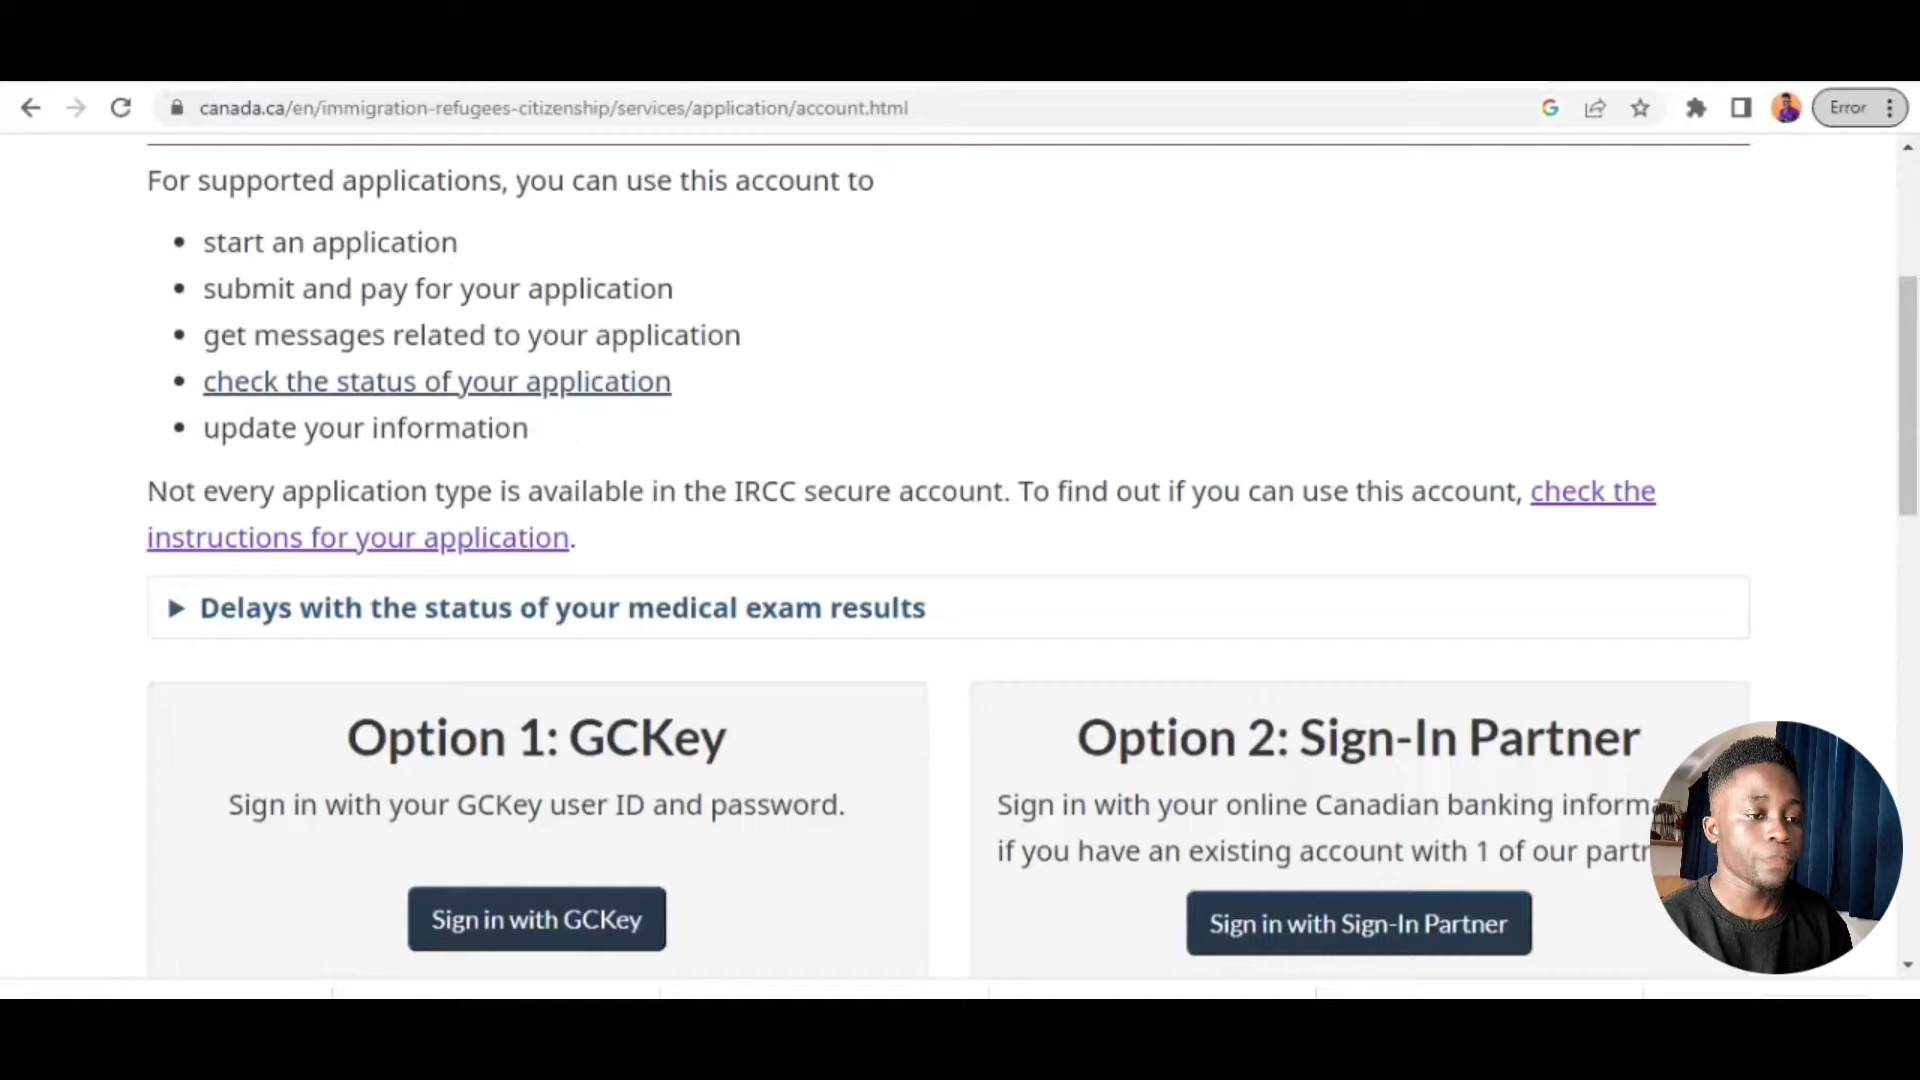 canada.ca/en/immigration-refugees-citizenship/services/application/account.html
Error
For supported applications, you can use this account to
start an application
submit and pay for your application
get messages related to your application
check the status of your application
update your information
Not every application type is available in the IRCC secure account. To find out if you can use this account, check the
instructions for your application.
Delays with the status of your medical exam results
Option 1: GCKey
Sign in with your GCKey user ID and password.
Sign in with GCKey
Option 2: Sign-In Partner
Sign in with your online Canadian banking
if you have an existing account with 1 of our
Sign in with Sign-In Partner